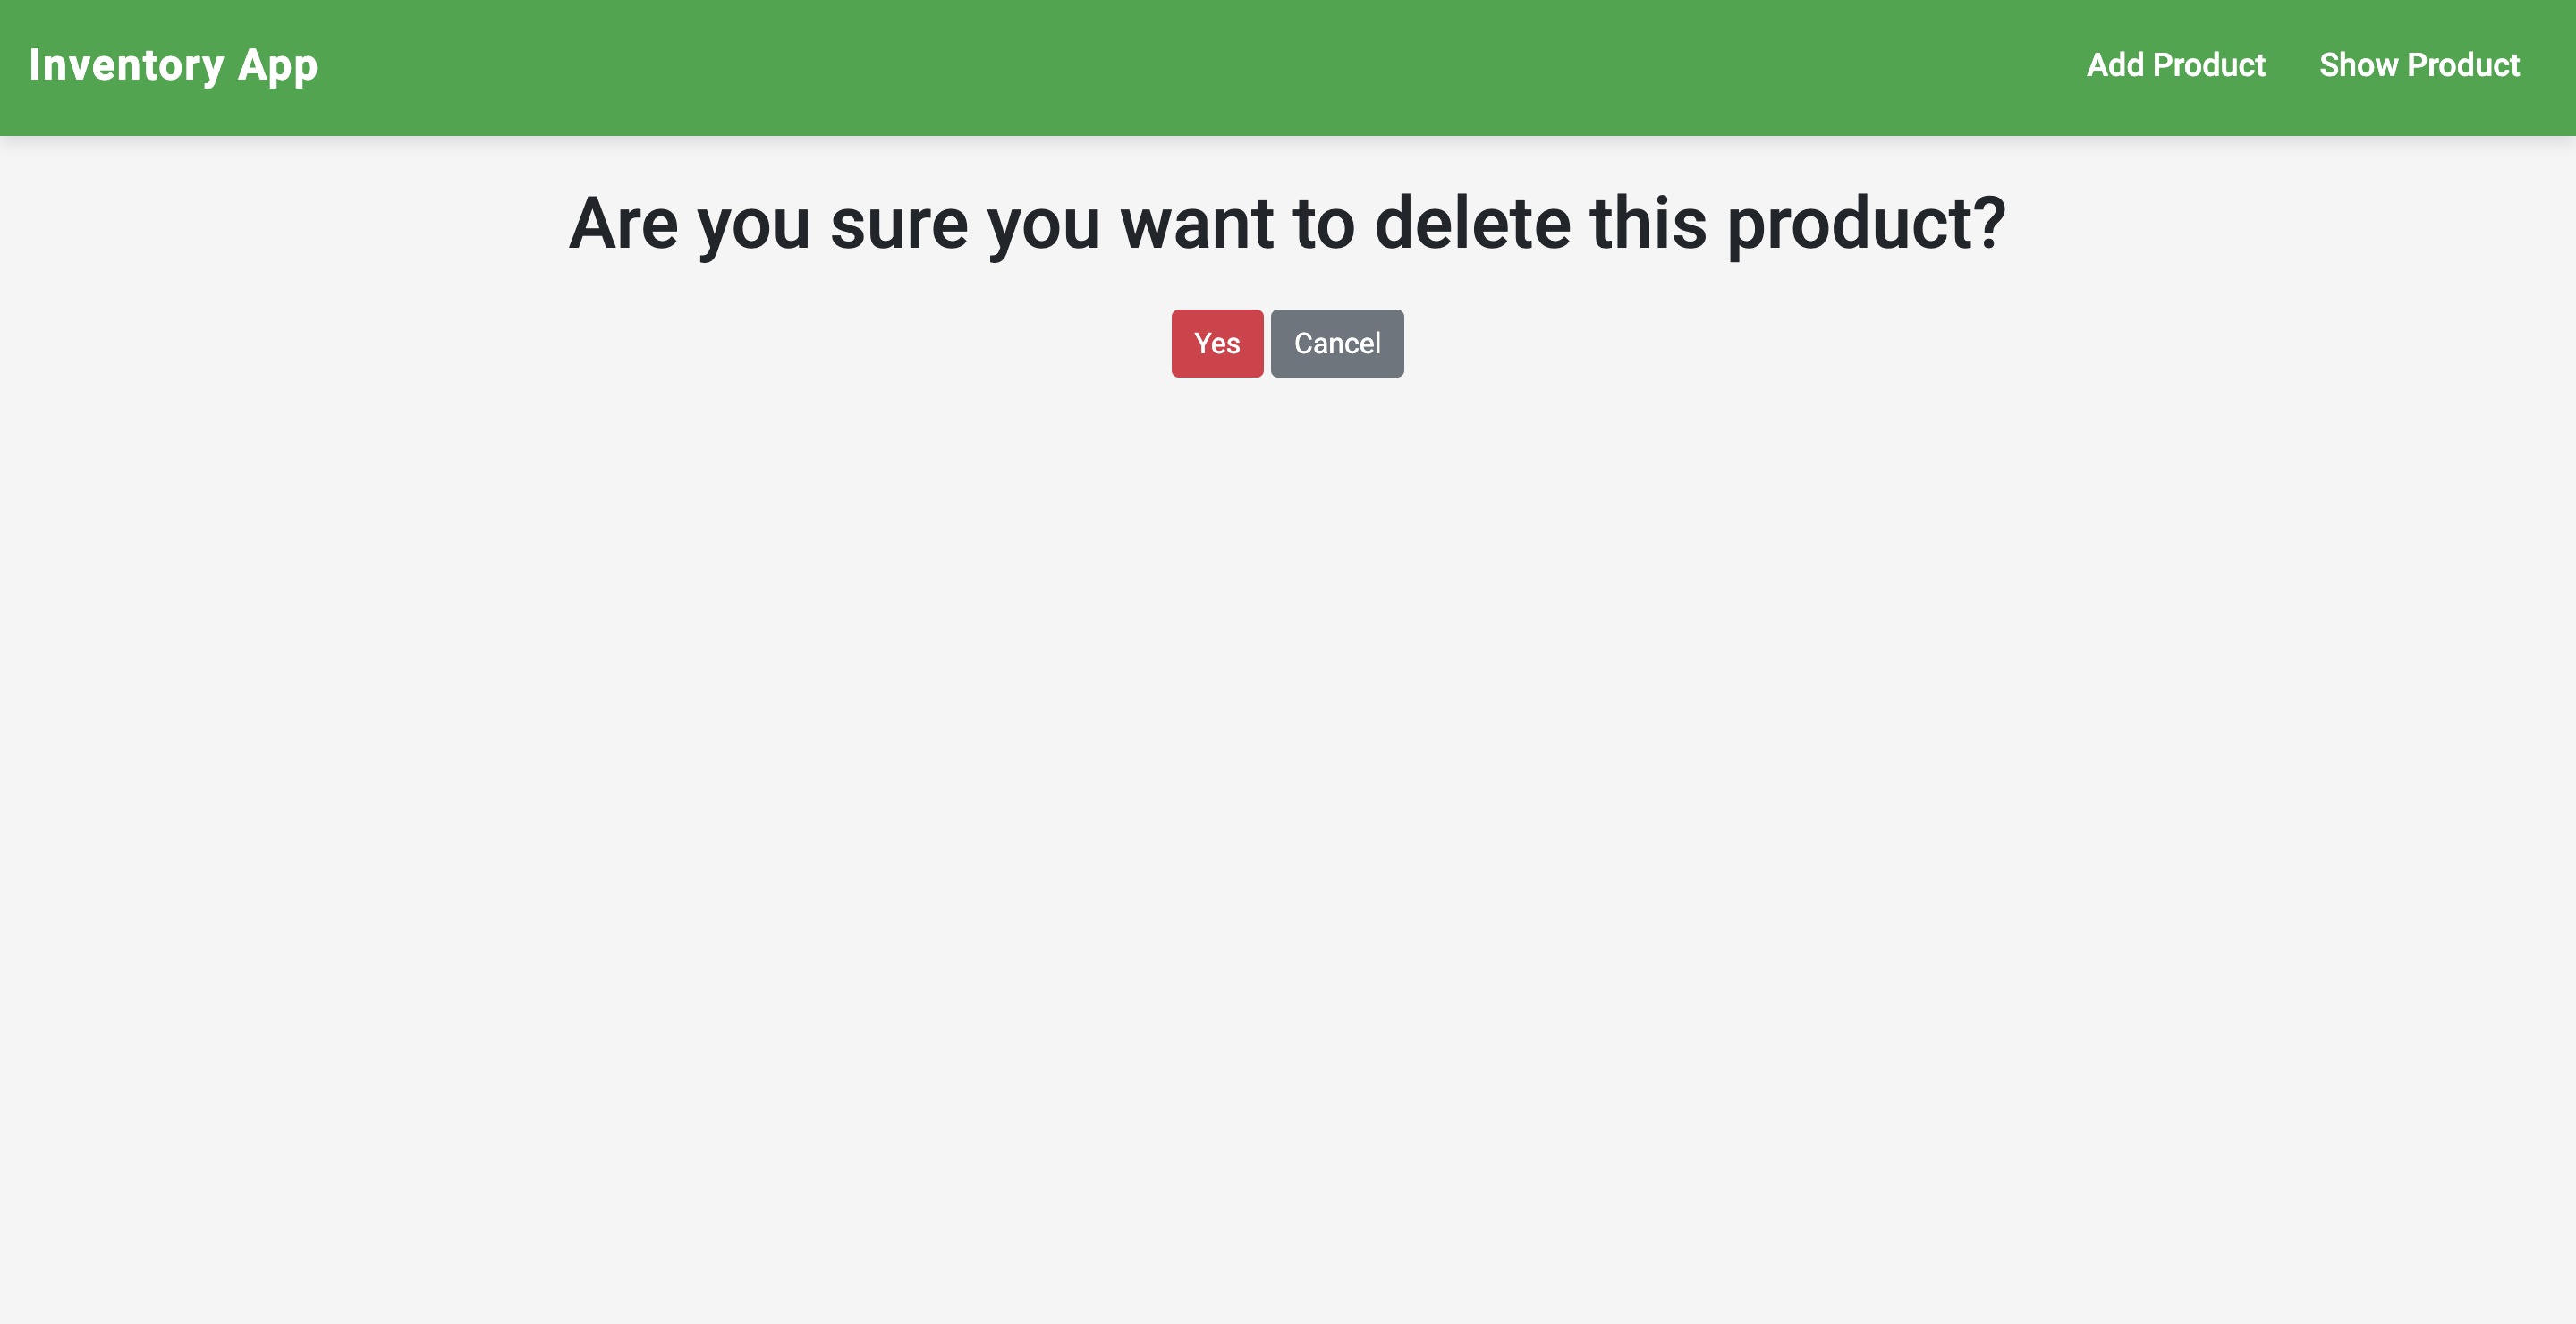 Inventory App
Add Product
Show Product
Are you sure you want to delete this product?
Yes
Cancel